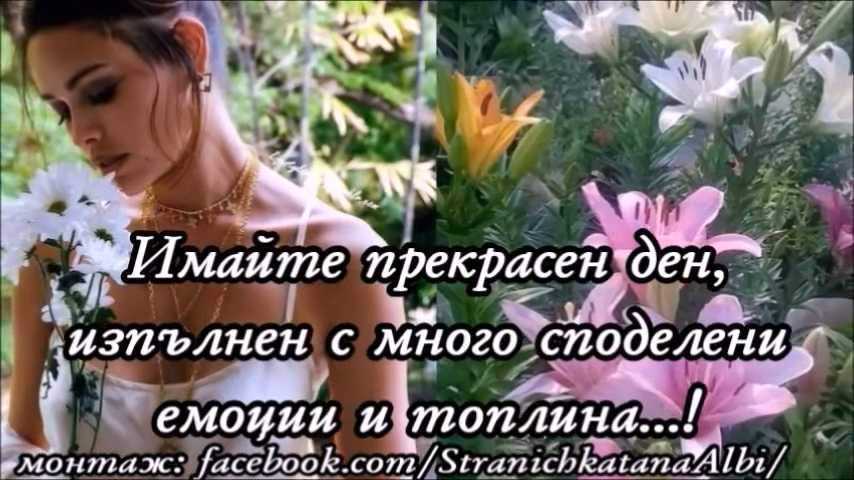 Имайте прекрасен ден,
изпълнен с много споделени
емоции и топлина...!
монтаж: facebook.com/StranichkatanaAlbi/